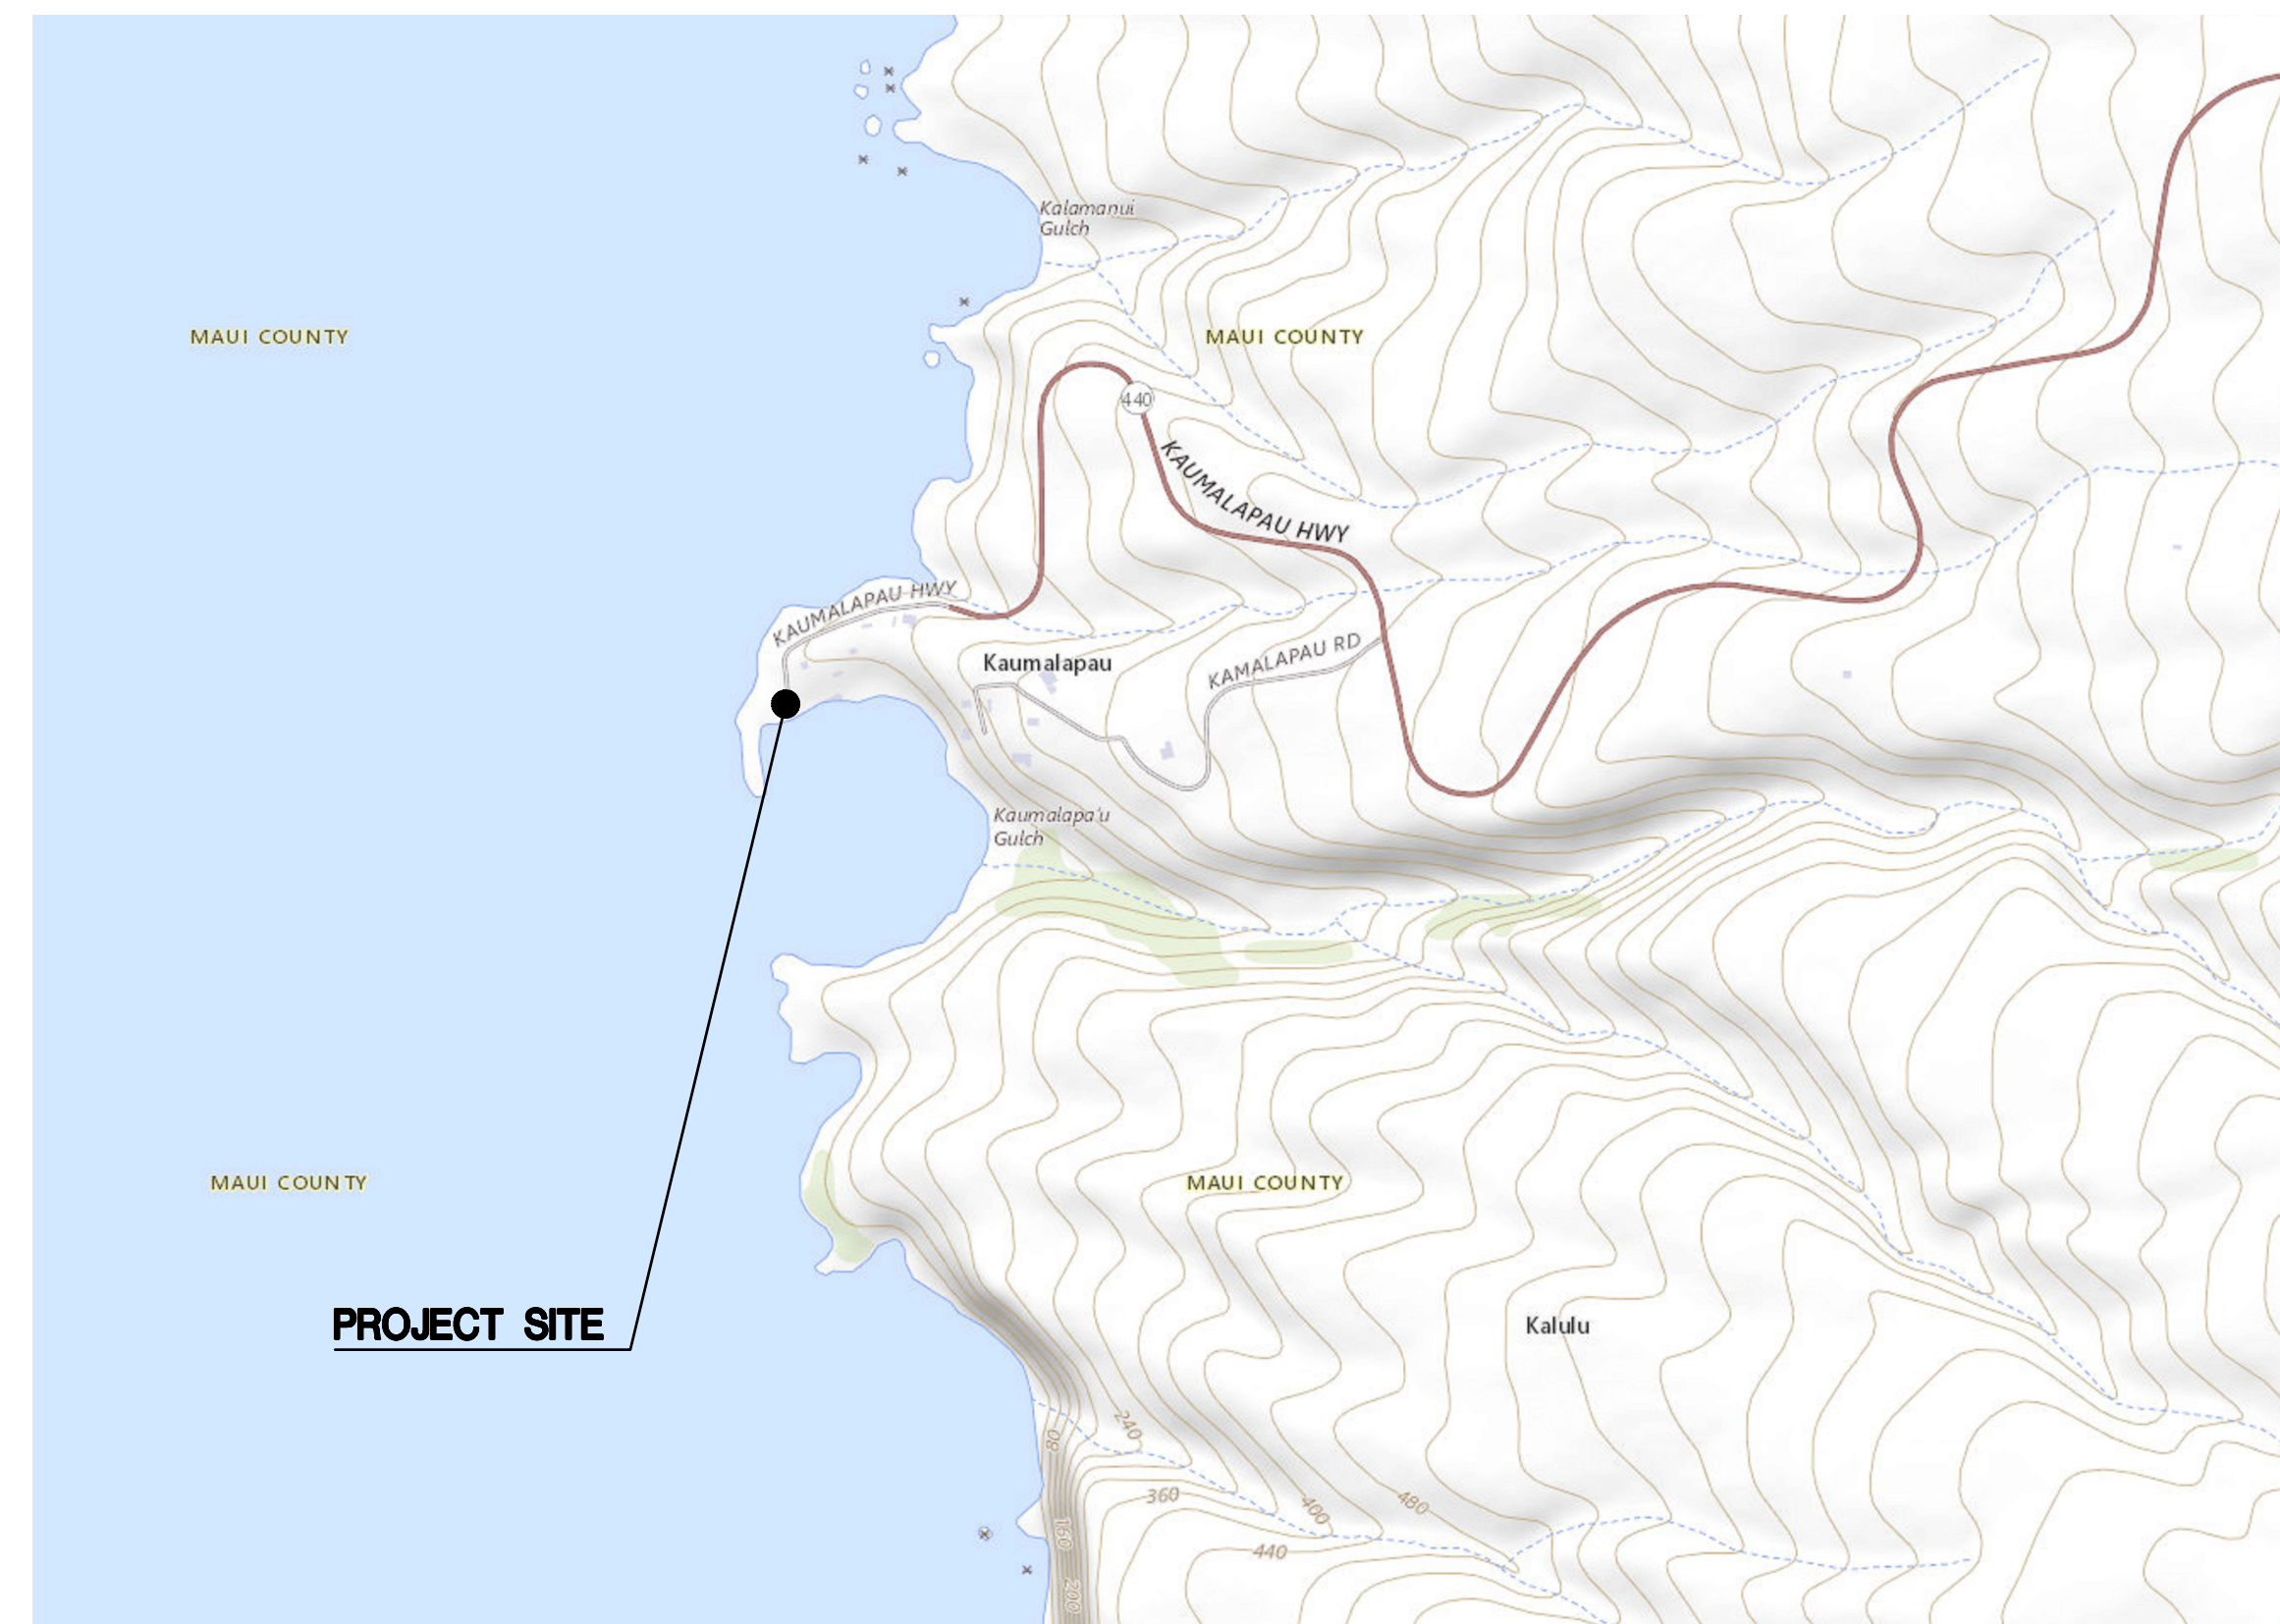 Kalamanui
Gulch
MAUI COUNTY
MAUI COUNTY
440
KAUMALAPAU HWY
KAUMALAPAU HWY
Kaumalapau
KAMALAPAU RD
Kaumalapa'u
Gulch
MAUI COUNTY
MAUI COUNTY
PROJECT SITE
Kalulu
240
80
360
400
480
160
440
200